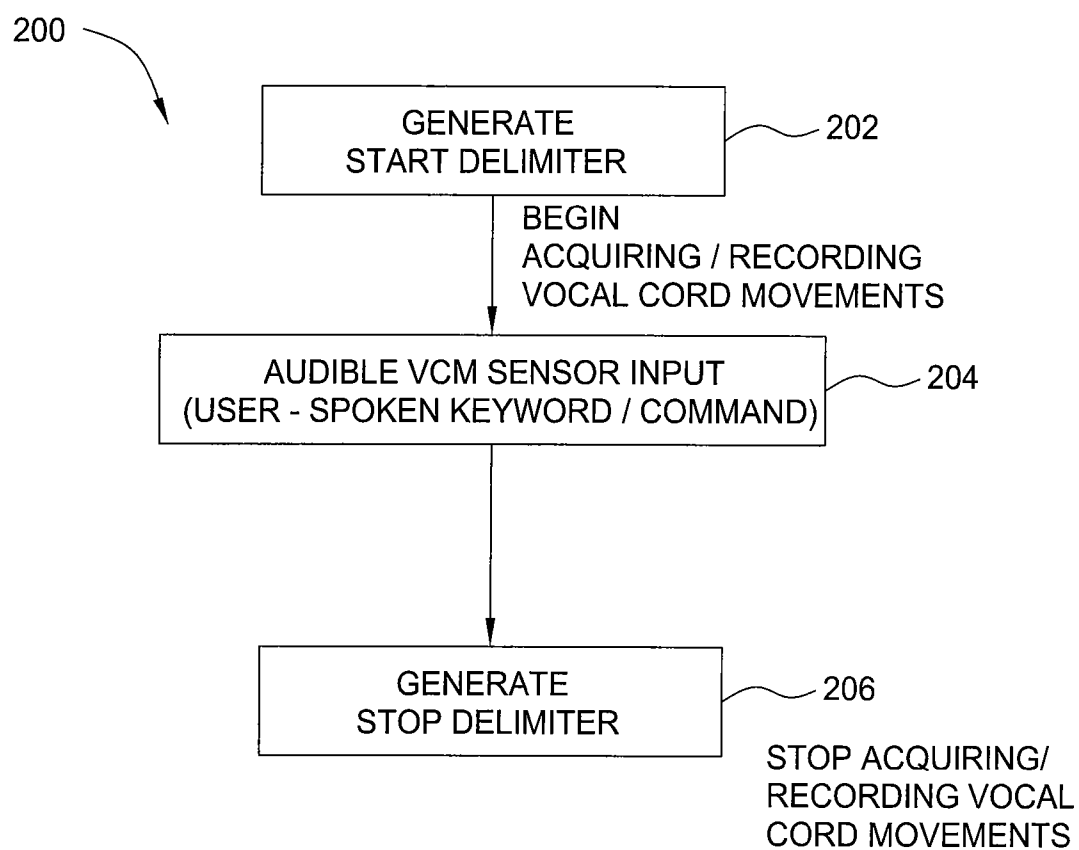 200
GENERATE
START DELIMITER
202
BEGIN
ACQUIRING / RECORDING
VOCAL CORD MOVEMENTS
AUDIBLE VCM SENSOR INPUT
(USER - SPOKEN KEYWORD / COMMAND)
204
GENERATE
STOP DELIMITER
206
STOP ACQUIRING/
RECORDING VOCAL
CORD MOVEMENTS